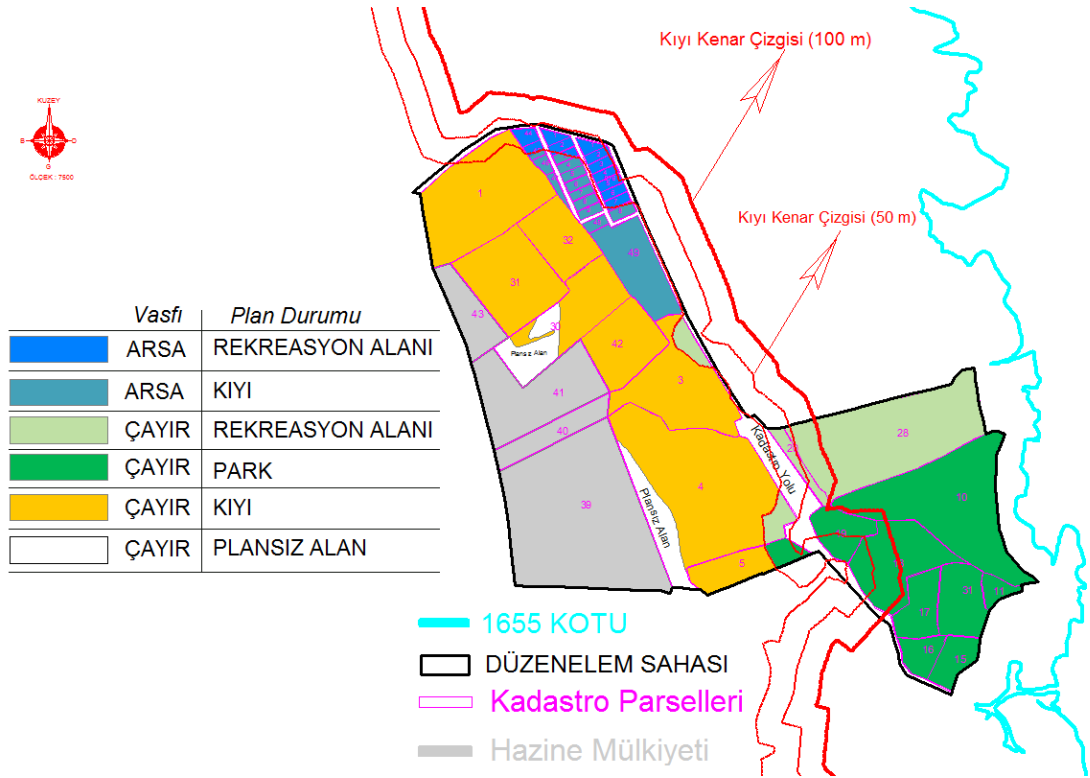 Kıyı Kenar Çizgisi (100 m)
KUZEY
B
D
G
ÖLÇEK : 7500
1
Kıyı Kenar Çizgisi (50 m)
32
49
31
43
30
Plansız Alan
42
3
41
40
28
Kadastro Yolu
10
4
39
Plansız Alan
5
17
11
16
15
Vasfı Plan Durumu
ARSA REKREASYON ALANI
ARSA KIYI
ÇAYIR REKREASYON ALANI
ÇAYIR PARK
ÇAYIR KIYI
ÇAYIR PLANSIZ ALAN
1655 KOTU
DÜZENELEM SAHASI
Kadastro Parselleri
Hazine Mülkiyeti